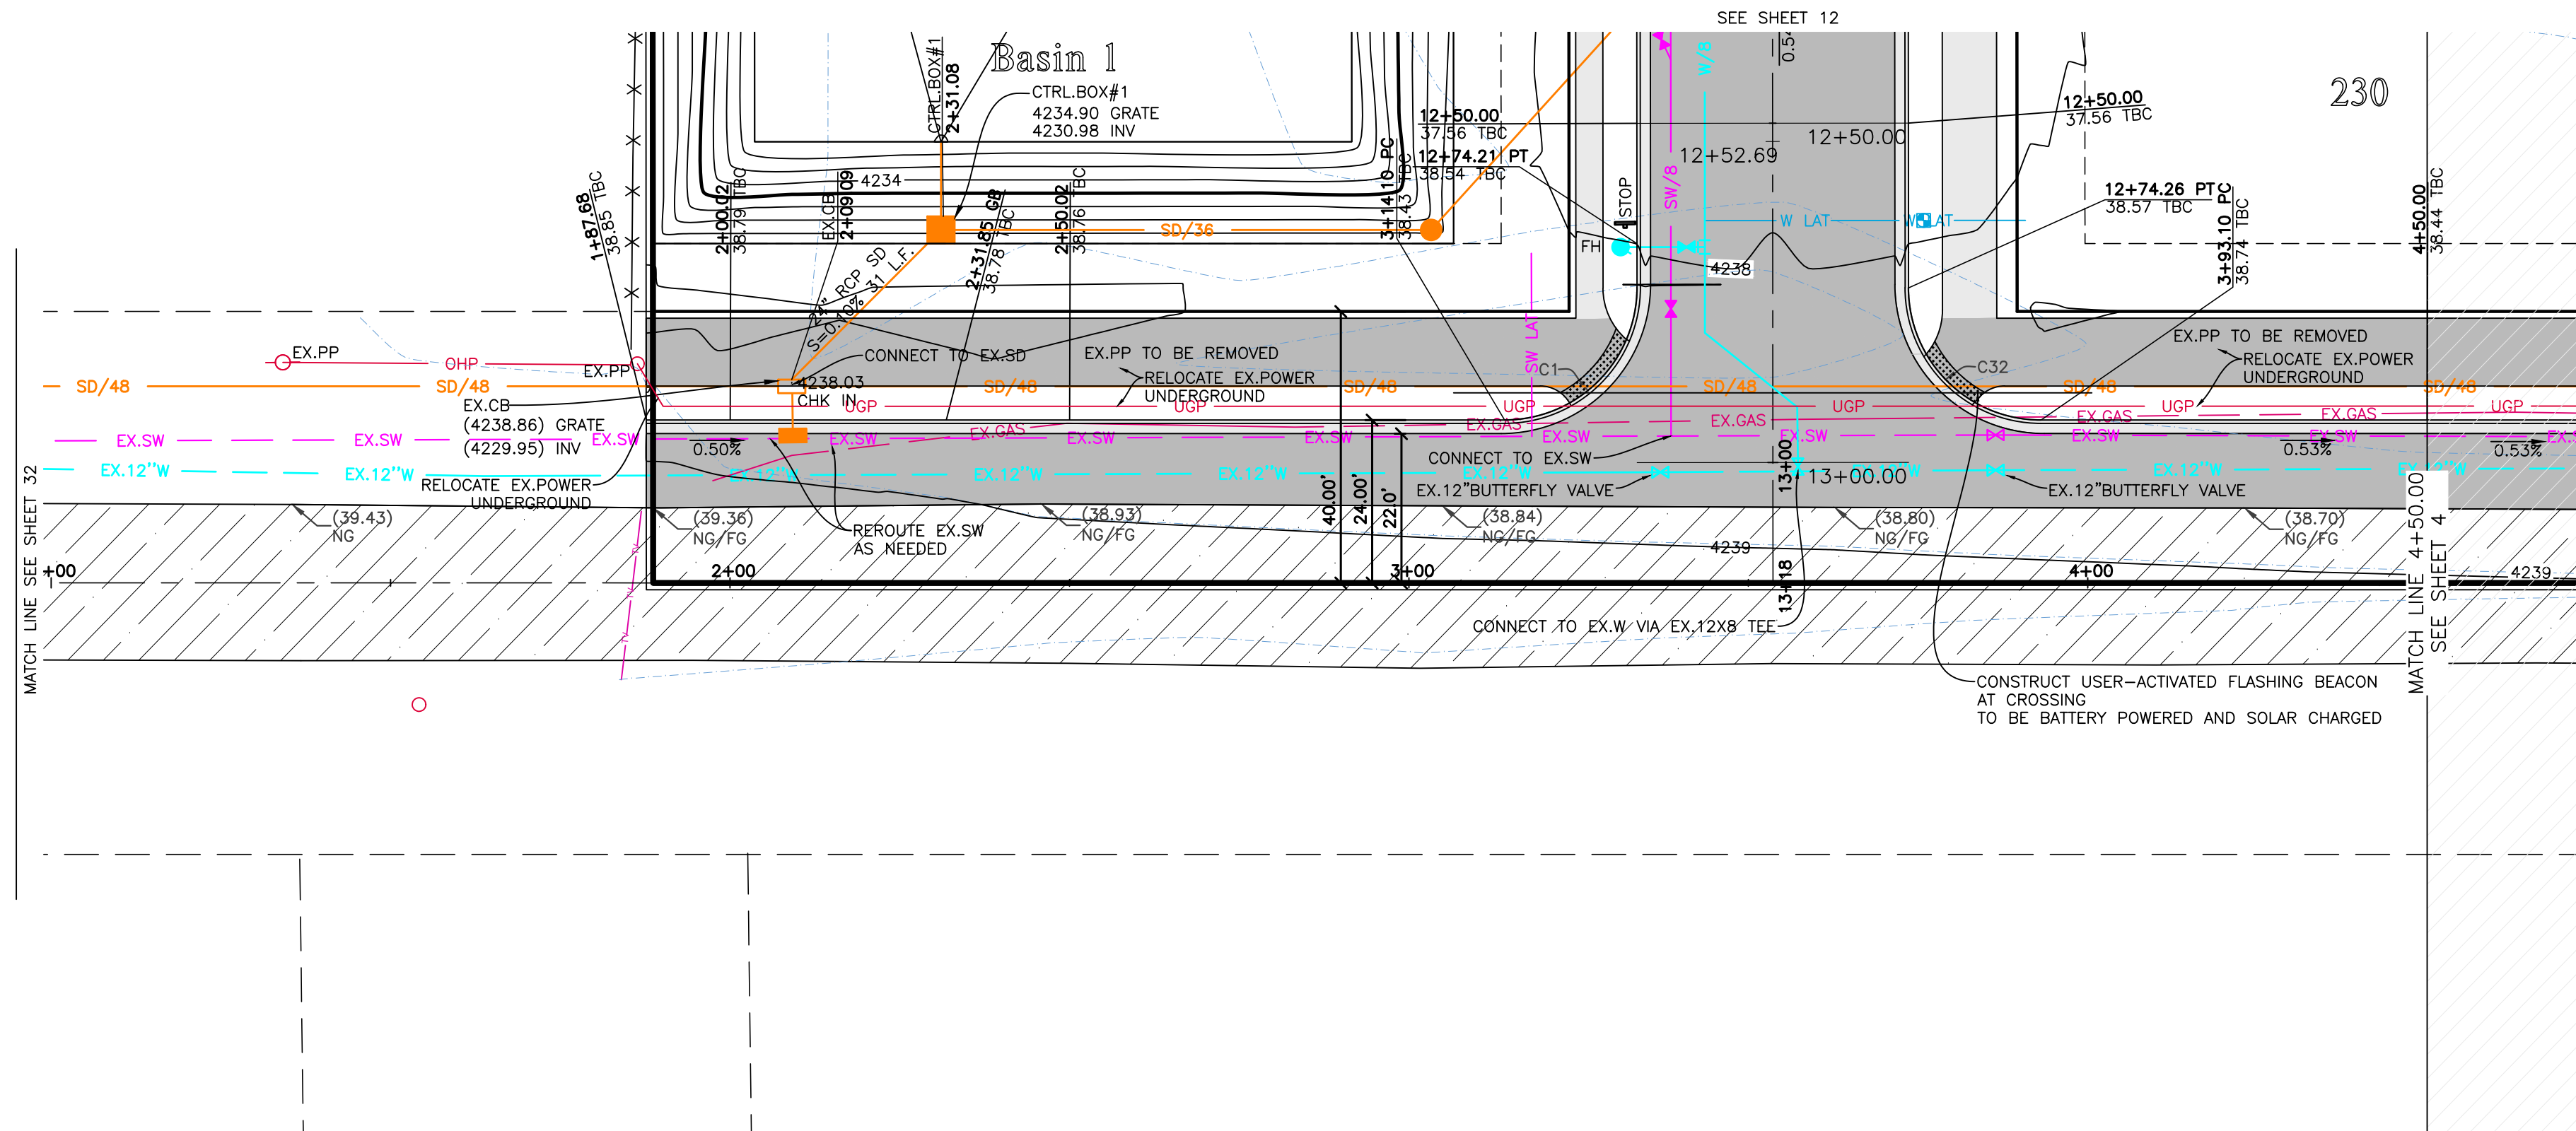 SEE SHEET 12
Basin 1
230
CTRL.BOX#1
2+31.08
CTRL.BOX#1
4234.90 GRATE
4230.98 INV
4234
12+50.00
37.56 TBC
12+74.21 PT
38.54 TBC
12+52.69
12+50.00
12+50.00
37.56 TBC
12+74.26 PT
38.57 TBC
W/8
SW/8
STOP
FH
W LAT
W LAT
4238
1+87.68
38.85 TBC
2+00.02
38.79 TBC
EX.CB
2+09.09
2+31.85 GB
38.78 TBC
2+50.02
38.76 TBC
3+14.10 PC
38.43 TBC
3+93.10 PC
38.74 TBC
4+50.00
38.44 TBC
SD/36
24" RCP SD
S=0.10% 31 L.F.
SW LAT
EX.PP
OHP
EX.PP
CONNECT TO EX.SD
EX.PP TO BE REMOVED
RELOCATE EX.POWER
UNDERGROUND
C1
C32
EX.PP TO BE REMOVED
RELOCATE EX.POWER
UNDERGROUND
SD/48
SD/48
SD/48
SD/48
SD/48
SD/48
SD/48
4238.03
CHK IN
EX.CB
(4238.86) GRATE
(4229.95) INV
UGP
UGP
UGP
UGP
UGP
UGP
EX.GAS
EX.GAS
EX.GAS
EX.GAS
EX.GAS
EX.SW
EX.SW
EX.SW
EX.SW
EX.SW
EX.SW
EX.SW
EX.SW
EX.SW
EX.SW
0.50%
0.53%
0.53%
CONNECT TO EX.SW
EX.12"W
EX.12"W
EX.12"W
EX.12"W
EX.12"W
EX.12"W
EX.12"W
EX.12"W
EX.12"W
RELOCATE EX.POWER
UNDERGROUND
EX.12"BUTTERFLY VALVE
13+00
13+00.00
EX.12"BUTTERFLY VALVE
(39.43)
NG
(39.36)
NG/FG
REROUTE EX.SW
AS NEEDED
(38.93)
NG/FG
40.00'
24.00'
22.0'
(38.84)
NG/FG
(38.80)
NG/FG
(38.70)
NG/FG
4239
4239
+00
2+00
3+00
4+00
13+18
TV
TV
TV
CONNECT TO EX.W VIA EX.12X8 TEE
CONSTRUCT USER-ACTIVATED FLASHING BEACON
AT CROSSING
TO BE BATTERY POWERED AND SOLAR CHARGED
MATCH LINE SEE SHEET 32
MATCH LINE 4+50.00
SEE SHEET 4